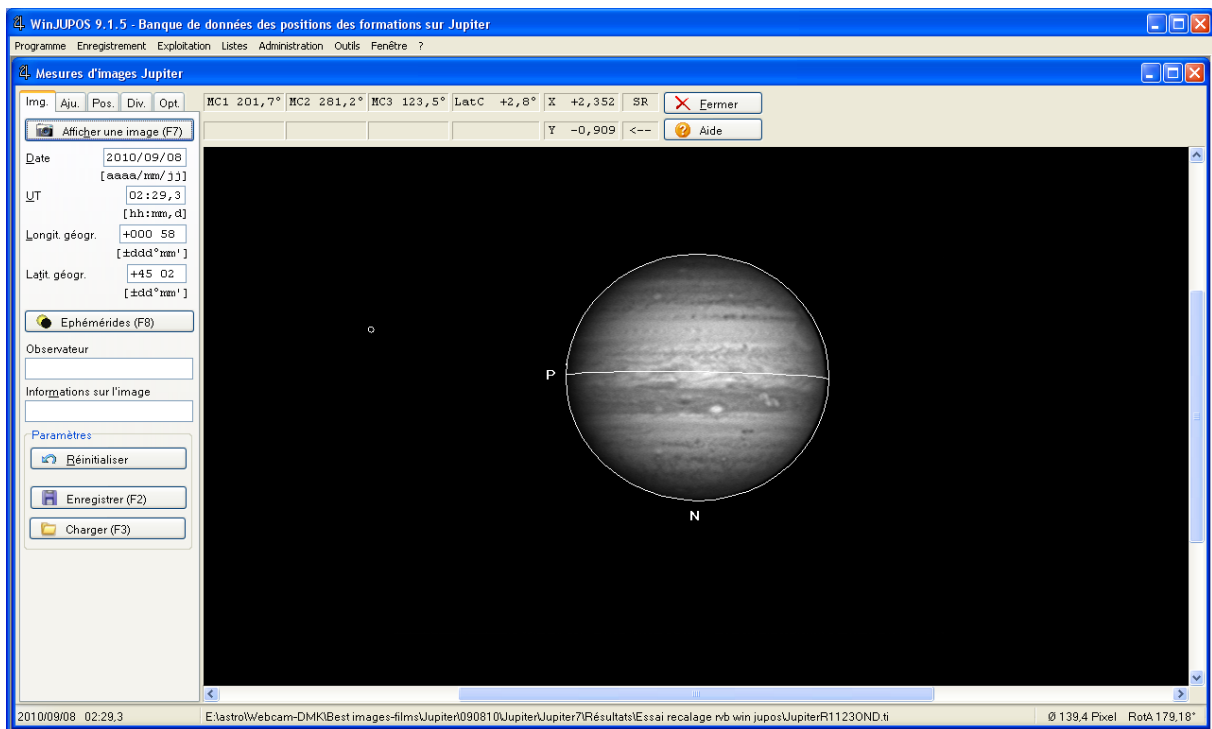 WinJUPOS 9.1.5 - Banque de données des positions des formations sur Jupiter
Programme Enregistrement Exploitation Listes Administration Outils Fenêtre ?
Mesures d'images Jupiter
Img. Aju. Pos. Div. Opt.
MC1 201,7° MC2 281,2° MC3 123,5° LatC +2,8° X +2,352 SR Fermer
Y -0,909 <-- Aide
Afficher une image (F7)
Date 2010/09/08
[aaaa/mm/jj]
UT 02:29,3
[hh:mm,d]
Longit. géogr. +000 58
[±ddd°mm']
Latit. géogr. +45 02
[±dd°mm']
Ephémérides (F8)
Observateur
Informations sur l'image
Paramètres
Réinitialiser
Enregistrer (F2)
Charger (F3)
P
N
2010/09/08 02:29,3 E:\astro\Webcam-DMK\Best images-films\Jupiter\090810\Jupiter\Jupiter7\Résultats\Essai recalage rvb win jupos\JupiterR1123OND.ti Ø 139,4 Pixel RotA 179,18°